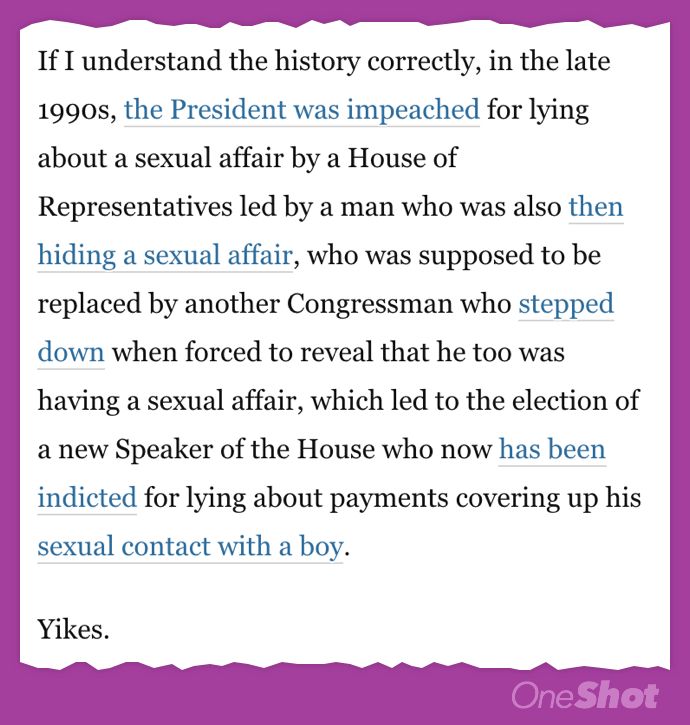 If I understand the history correctly, in the late
1990s, the President was impeached for lying
about a sexual affair by a House of
Representatives led by a man who was also then
hiding a sexual affair, who was supposed to be
replaced by another Congressman who stepped
down when forced to reveal that he too was
having a sexual affair, which led to the election of
a new Speaker of the House who now has been
indicted for lying about payments covering up his
sexual contact with a boy.
Yikes.
OneShot